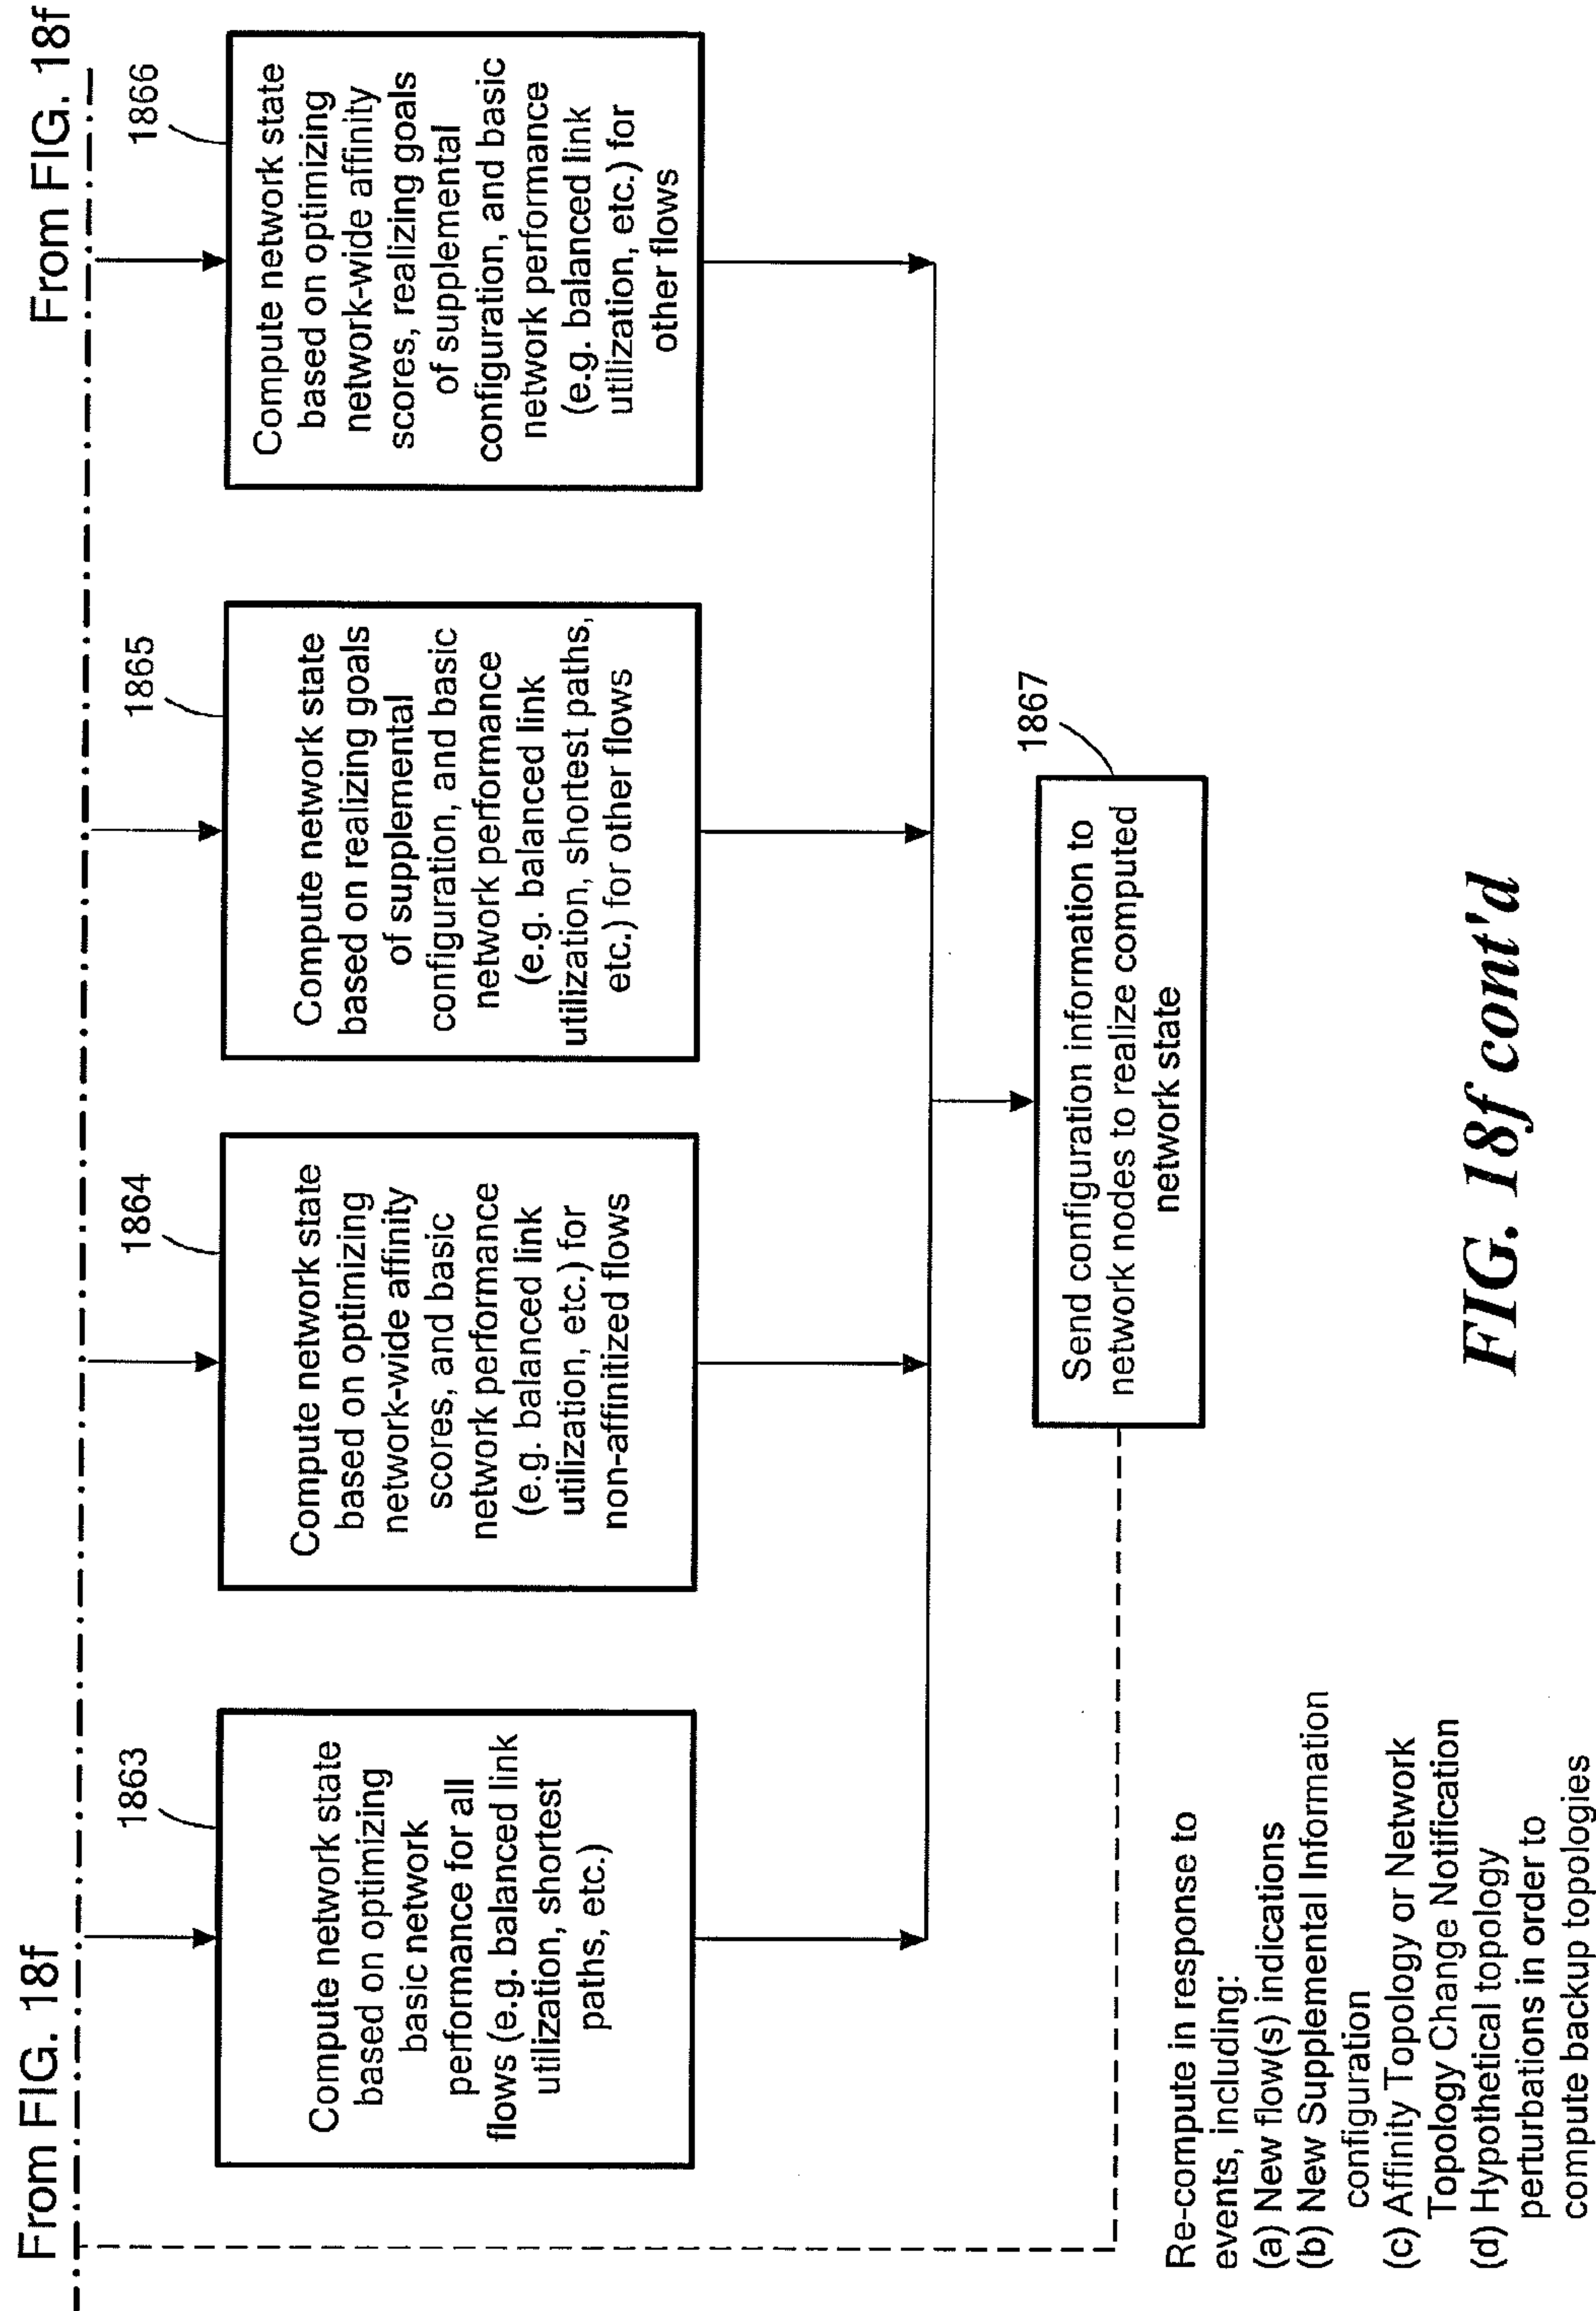 From FIG. 18f
From FIG. 18f
1863
Compute network state
based on optimizing
basic network
performance for all
flows (e.g. balanced link
utilization, shortest
paths, etc.)
1864
Compute network state
based on optimizing
network-wide affinity
scores, and basic
network performance
(e.g. balanced link
utilization, etc.) for
non-affinitized flows
1865
Compute network state
based on realizing goals
of supplemental
configuration, and basic
network performance
(e.g. balanced link
utilization, shortest paths,
etc.) for other flows
1866
Compute network state
based on optimizing
network-wide affinity
scores, realizing goals
of supplemental
configuration, and basic
network performance
(e.g. balanced link
utilization, etc.) for
other flows
1867
Send configuration information to
network nodes to realize computed
network state
Re-compute in response to
events, including:
(a) New flow(s) indications
(b) New Supplemental Information
configuration
(c) Affinity Topology or Network
Topology Change Notification
(d) Hypothetical topology
perturbations in order to
compute backup topologies
FIG. 18f cont'd